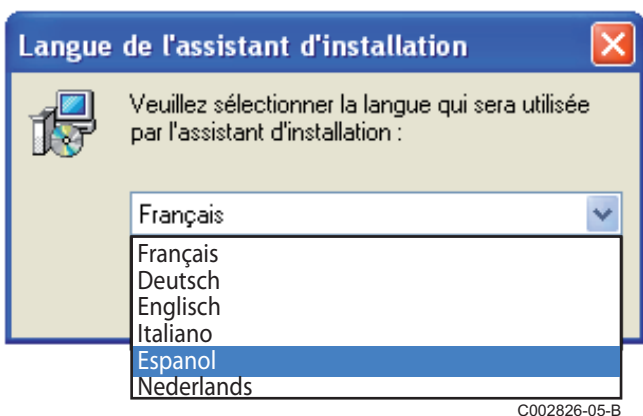 Langue de l'assistant d'installation
Veuillez sélectionner la langue qui sera utilisée
par l'assistant d'installation :
Français
Français
Deutsch
Englisch
Italiano
Espanol
Nederlands
C002826-05-B